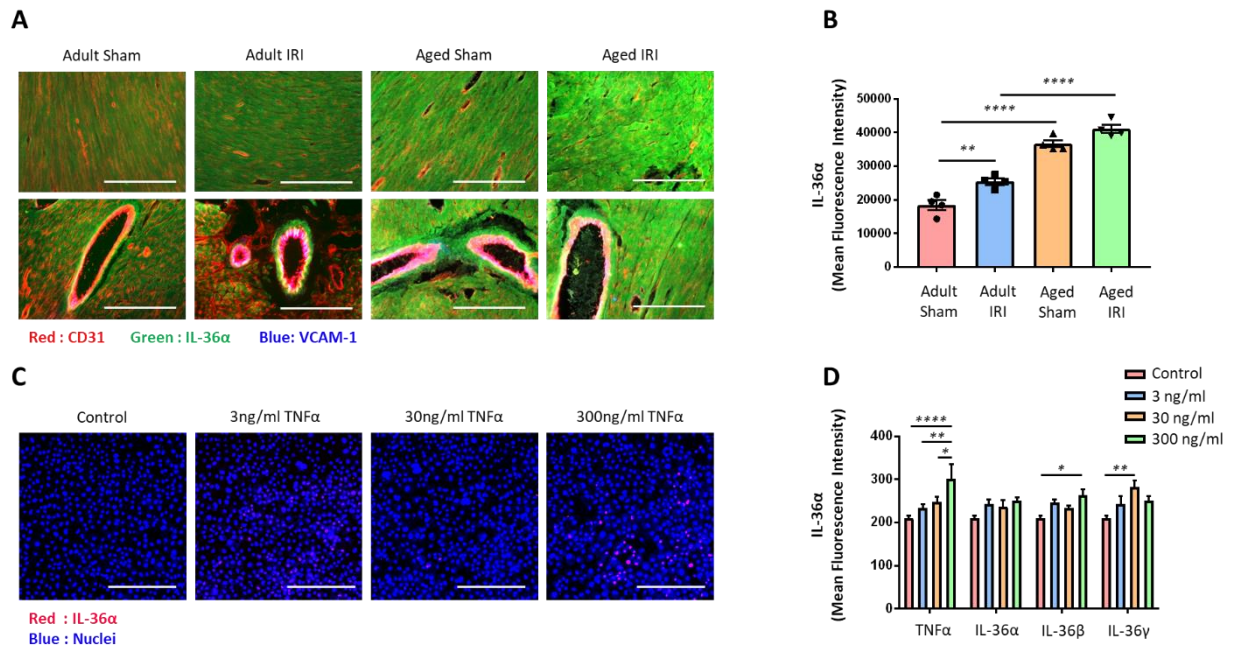 A
Adult Sham Adult IRI Aged Sham Aged IRI
Red : CD31 Green : IL-36α Blue: VCAM-1
B
IL-36α
(Mean Fluorescence Intensity)
50000
40000
30000
20000
10000
0
**
****
****
Adult Sham
Adult IRI
Aged Sham
Aged IRI
C
Control 3ng/ml TNFα 30ng/ml TNFα 300ng/ml TNFα
Red : IL-36α
Blue : Nuclei
D
Control
3 ng/ml
30 ng/ml
300 ng/ml
IL-36α
(Mean Fluorescence Intensity)
400
300
200
100
0
****
**
*
*
**
TNFα IL-36α IL-36β IL-36γ